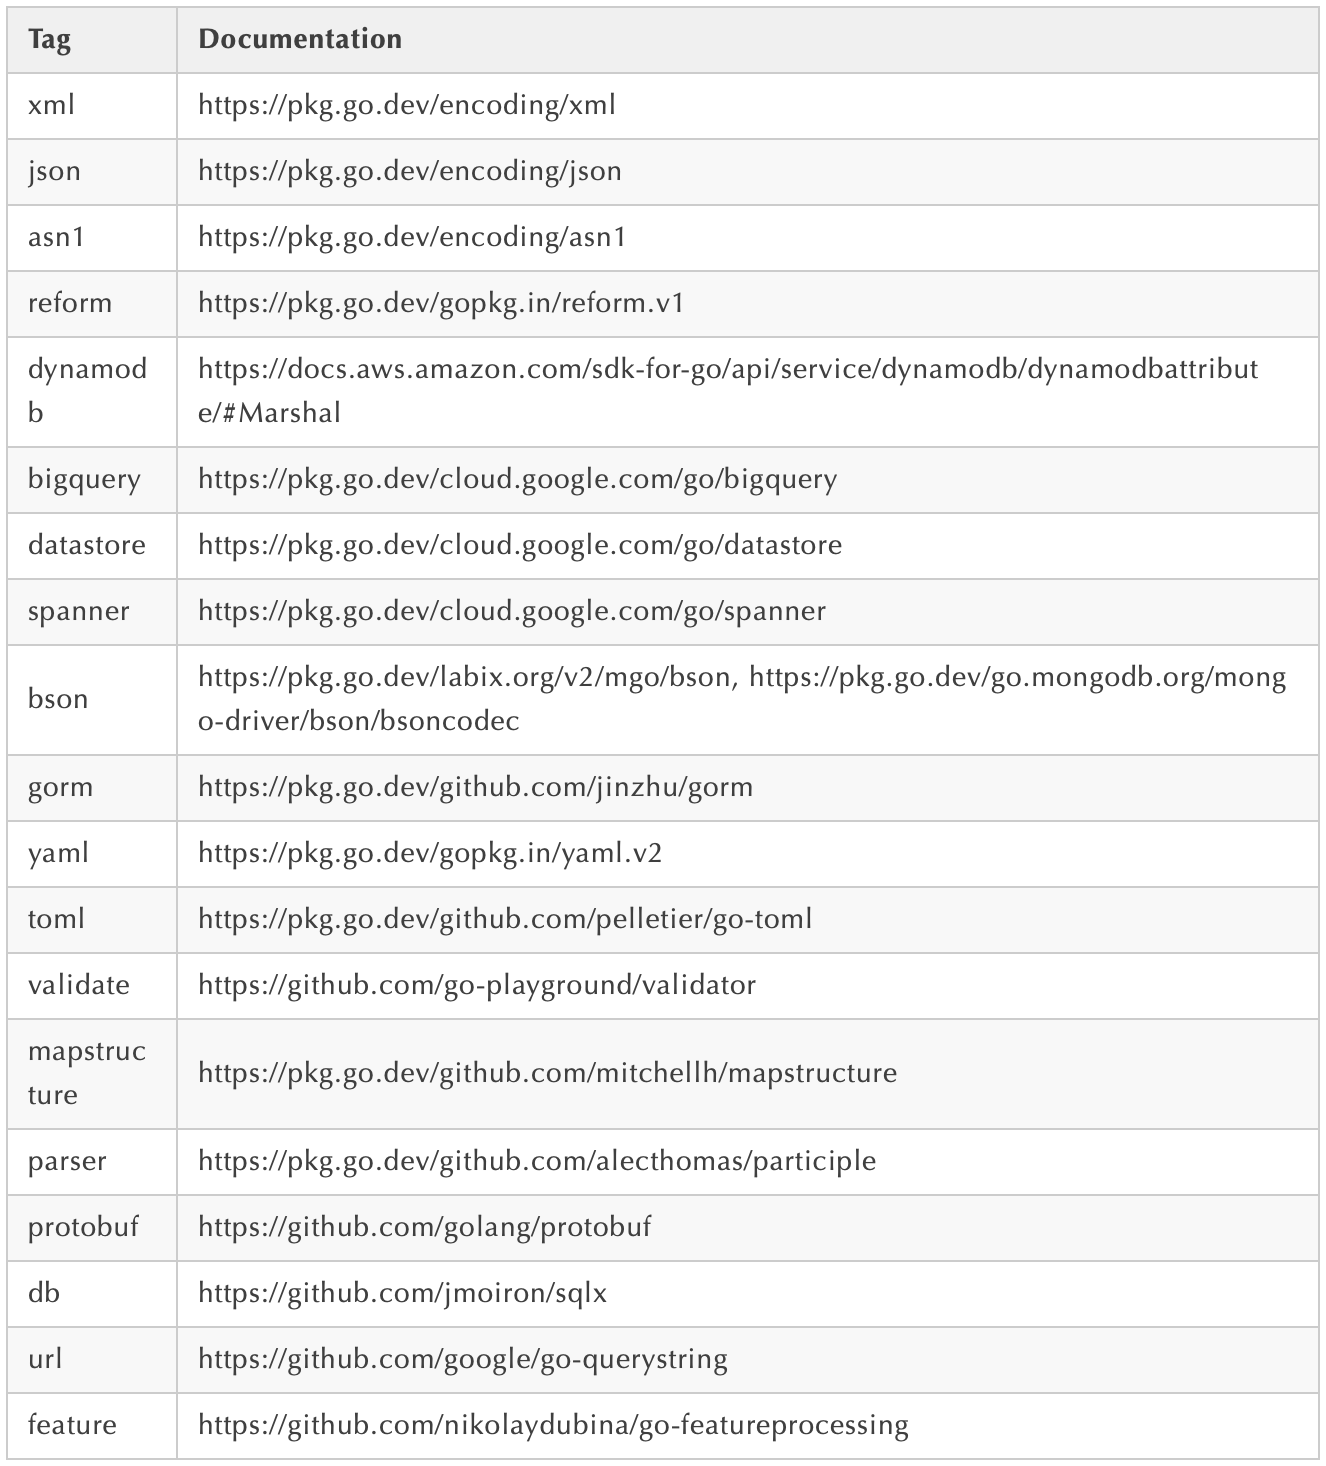 Tag Documentation
xml https://pkg.go.dev/encoding/xml
json https://pkg.go.dev/encoding/json
asn1 https://pkg.go.dev/encoding/asn1
reform https://pkg.go.dev/gopkg.in/reform.v1
dynamod https://docs.aws.amazon.com/sdk-for-go/api/service/dynamodb/dynamodbattribut
b e/#Marshal
bigquery https://pkg.go.dev/cloud.google.com/go/bigquery
datastore https://pkg.go.dev/cloud.google.com/go/datastore
spanner https://pkg.go.dev/cloud.google.com/go/spanner
bson https://pkg.go.dev/labix.org/v2/mgo/bson, https://pkg.go.dev/go.mongodb.org/mong
o-driver/bson/bsoncodec
gorm https://pkg.go.dev/github.com/jinzhu/gorm
yaml https://pkg.go.dev/gopkg.in/yaml.v2
toml https://pkg.go.dev/github.com/pelletier/go-toml
validate https://github.com/go-playground/validator
mapstruc
ture https://pkg.go.dev/github.com/mitchellh/mapstructure
parser https://pkg.go.dev/github.com/alecthomas/participle
protobuf https://github.com/golang/protobuf
db https://github.com/jmoiron/sqlx
url https://github.com/google/go-querystring
feature https://github.com/nikolaydubina/go-featureprocessing